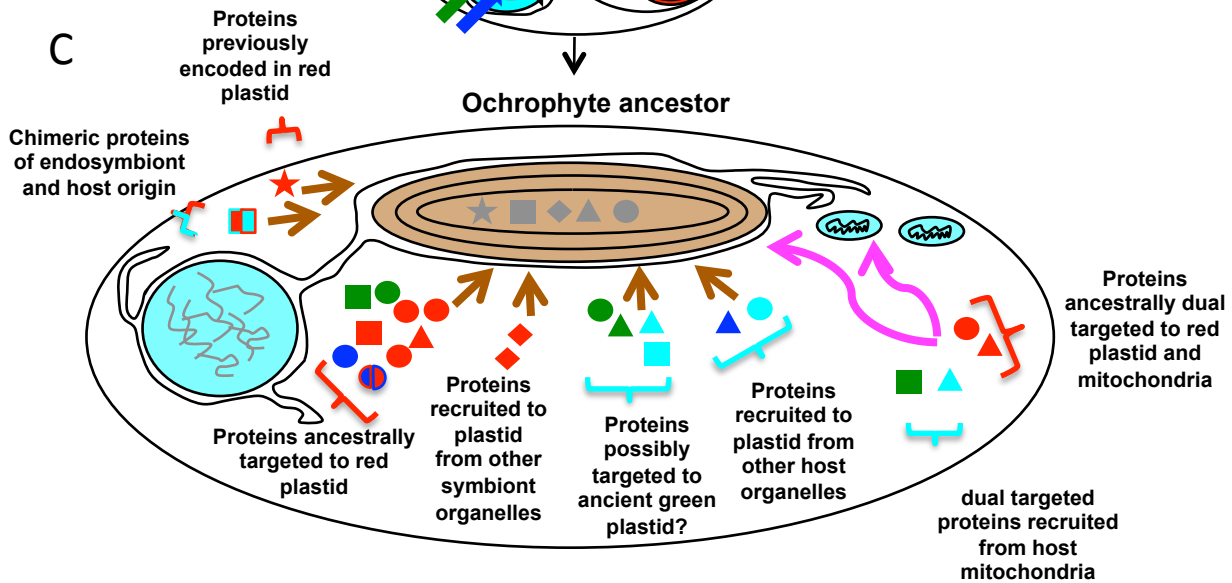 C
Proteins
previously
encoded in red
plastid
Ochrophyte ancestor
Chimeric proteins
of endosymbiont
and host origin
Proteins
ancestrally dual
targeted to red
plastid and
mitochondria
Proteins ancestrally
targeted to red
plastid
Proteins
recruited to
plastid
from other
symbiont
organelles
Proteins
possibly
targeted to
ancient green
plastid?
Proteins
recruited to
plastid from
other host
organelles
dual targeted
proteins recruited
from host
mitochondria